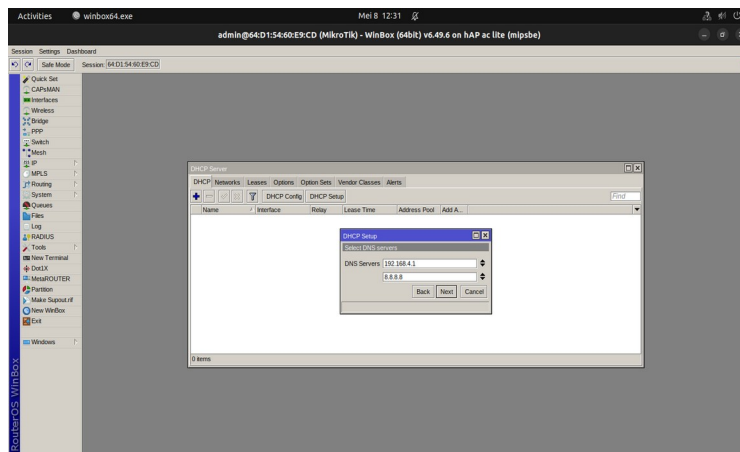 Activities winbox64.exe Mei 8 12:31
admin@64:D1:54:60:E9:CD (MikroTik) - WinBox (64bit) v6.49.6 on hAP ac lite (mipsbe)
Session Settings Dashboard
Safe Mode Session: 64:D1:54:60:E9:CD
Quick Set
CAPsMAN
Interfaces
Wireless
Bridge
PPP
Switch
Mesh
IP
MPLS
Routing
System
Queues
Files
Log
RADIUS
Tools
New Terminal
Dot1X
MetaROUTER
Partition
Make Supout.rif
New WinBox
Exit
Windows
RouterOS WinBox
DHCP Server
DHCP Networks Leases Options Option Sets Vendor Classes Alerts
DHCP Config DHCP Setup Find
Name Interface Relay Lease Time Address Pool Add A...
DHCP Setup
Select DNS servers
DNS Servers 192.168.4.1
8.8.8.8
Back Next Cancel
0 items